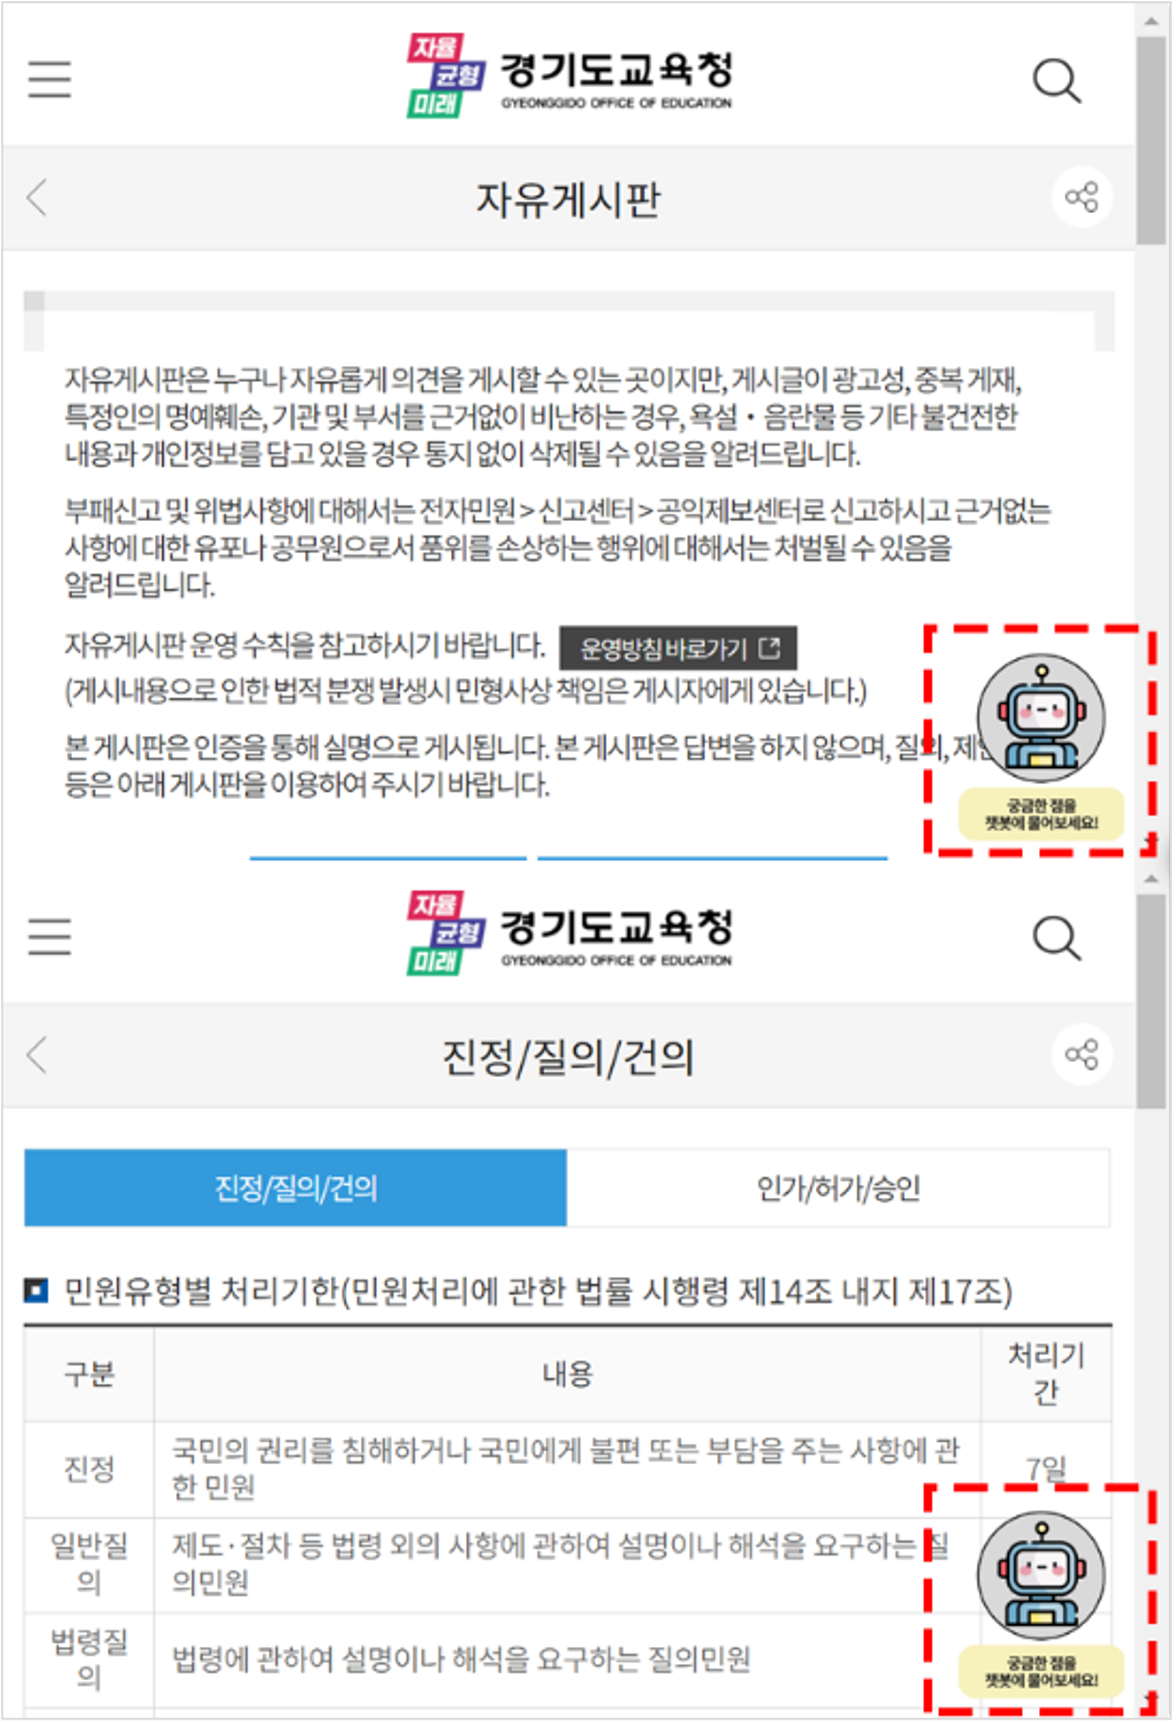 자율
균형
미래
경기도교육청
GYEONGGIDO OFFICE OF EDUCATION
자유게시판
자유게시판은 누구나 자유롭게 의견을 게시할 수 있는 곳이지만, 게시글이 광고성, 중복 게재,
특정인의 명예훼손, 기관 및 부서를 근거없이 비난하는 경우, 욕설・음란물 등 기타 불건전한
내용과 개인정보를 담고 있을 경우 통지 없이 삭제될 수 있음을 알려드립니다.
부패신고 및 위법사항에 대해서는 전자민원 > 신고센터 > 공익제보센터로 신고하시고 근거없는
사항에 대한 유포나 공무원으로서 품위를 손상하는 행위에 대해서는 처벌될 수 있음을
알려드립니다.
자유게시판 운영 수칙을 참고하시기 바랍니다. 운영방침 바로가기
(게시내용으로 인한 법적 분쟁 발생시 민형사상 책임은 게시자에게 있습니다.)
본 게시판은 인증을 통해 실명으로 게시됩니다. 본 게시판은 답변을 하지 않으며, 질의,
등은 아래 게시판을 이용하여 주시기 바랍니다.
궁금한 점을
챗봇에 물어보세요!
자율
균형
미래
경기도교육청
GYEONGGIDO OFFICE OF EDUCATION
진정/질의/건의
진정/질의/건의 인가/허가/승인
민원유형별 처리기한(민원처리에 관한 법률 시행령 제14조 내지 제17조)
구분 내용 처리기
간
진정 국민의 권리를 침해하거나 국민에게 불편 또는 부담을 주는 사항에 관
한 민원 7일
일반질
의 제도·절차 등 법령 외의 사항에 관하여 설명이나 해석을 요구하는 질
의민원
법령질
의 법령에 관하여 설명이나 해석을 요구하는 질의민원
궁금한 점을
챗봇에 물어보세요!